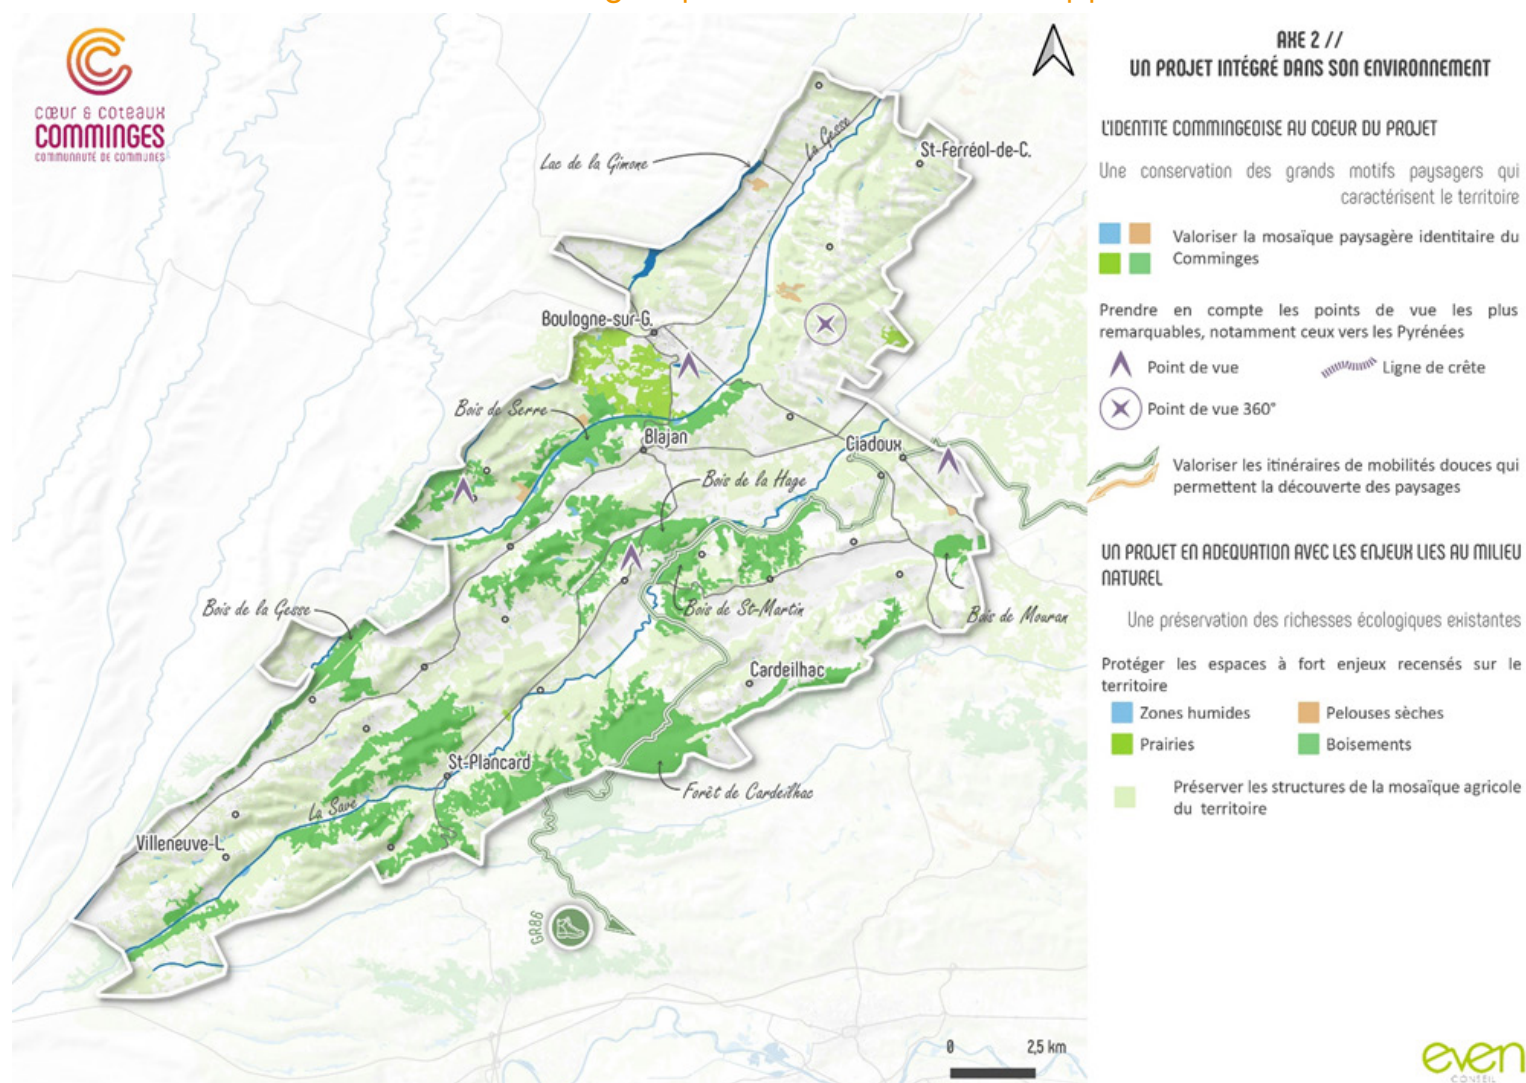 CŒUR & COTEAUX
COMMINGES
COMMUNAUTÉ DE COMMUNES
Lac de la Gimone
La Gesse
St-Ferréol-de-C.
Boulogne-sur-G.
Bois de Serre
Blajan
Ciadoux
Bois de la Hage
Bois de la Gesse
Bois de St-Martin
Bois de Mouran
Cardeilhac
St-Plancard
Forêt de Cardeilhac
La Save
Villeneuve-L.
GR86
0 2,5 km
AXE 2 //
UN PROJET INTÉGRÉ DANS SON ENVIRONNEMENT
L'IDENTITE COMMINGEOISE AU COEUR DU PROJET
Une conservation des grands motifs paysagers qui
caractérisent le territoire
Valoriser la mosaïque paysagère identitaire du
Comminges
Prendre en compte les points de vue les plus
remarquables, notamment ceux vers les Pyrénées
Point de vue
Ligne de crête
Point de vue 360°
Valoriser les itinéraires de mobilités douces qui
permettent la découverte des paysages
UN PROJET EN ADEQUATION AVEC LES ENJEUX LIES AU MILIEU
NATUREL
Une préservation des richesses écologiques existantes
Protéger les espaces à fort enjeux recensés sur le
territoire
Zones humides
Pelouses sèches
Prairies
Boisements
Préserver les structures de la mosaïque agricole
du territoire
even
CONSEIL